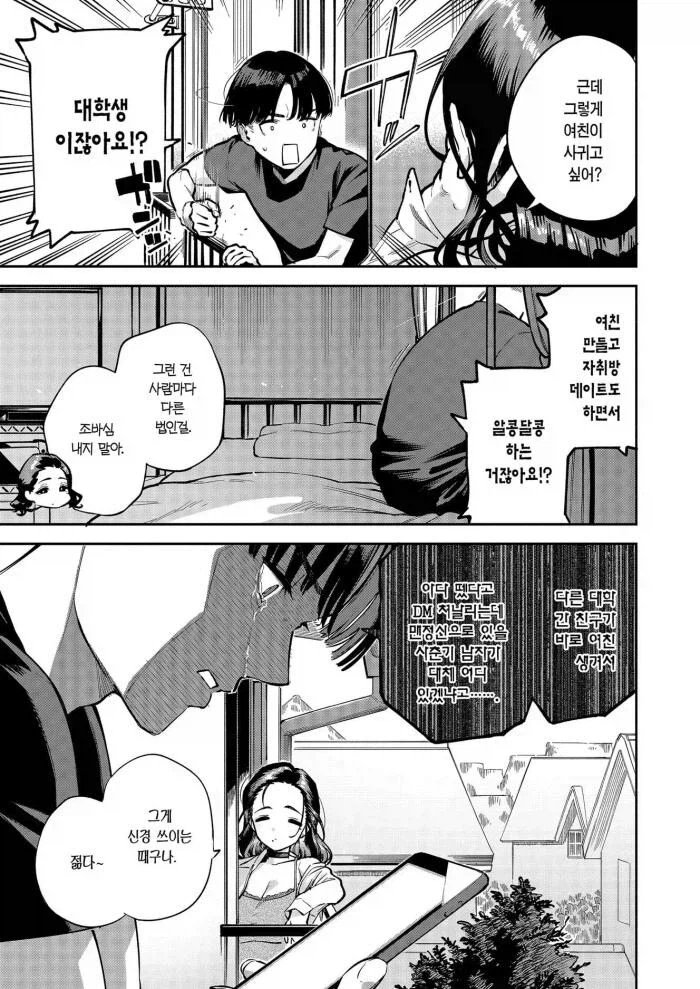 근데
그렇게
여친이
사귀고
싶어?
대학생
이잖아요!?
여친
만들고
자취방
데이트도
하면서
알콩달콩
하는
거잖아요!?
그런 건
사람마다
다른
법인걸.
조바심
내지 말아.
다른 대학
간 친구가
바로 여친
생겨서
아다 뗐다고
DM 처날리는데
맨정신으로 있을
사춘기 남자가
대체 어디
있겠냐고…….
그게
신경 쓰이는
때구나.
젊다~